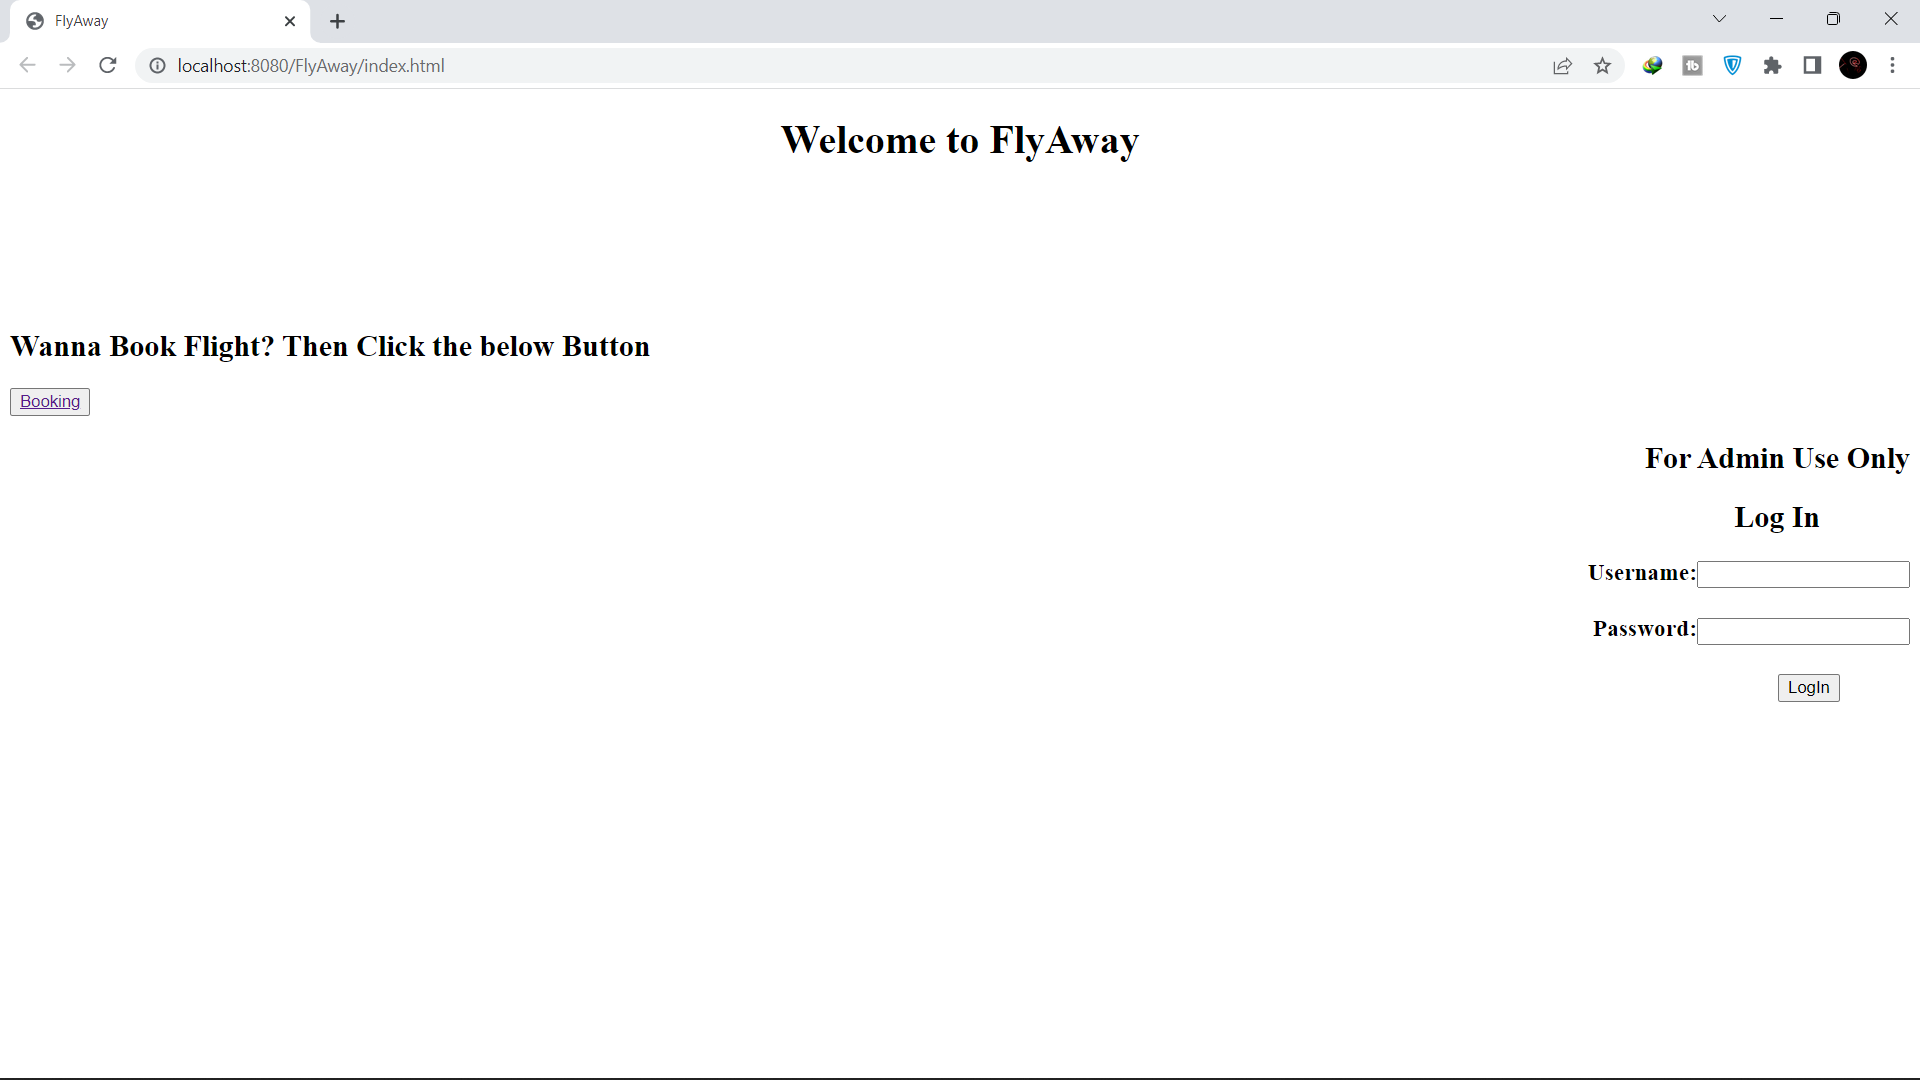 FlyAway
localhost:8080/FlyAway/index.html
Welcome to FlyAway
Wanna Book Flight? Then Click the below Button
Booking
For Admin Use Only
Log In
Username:
Password:
LogIn